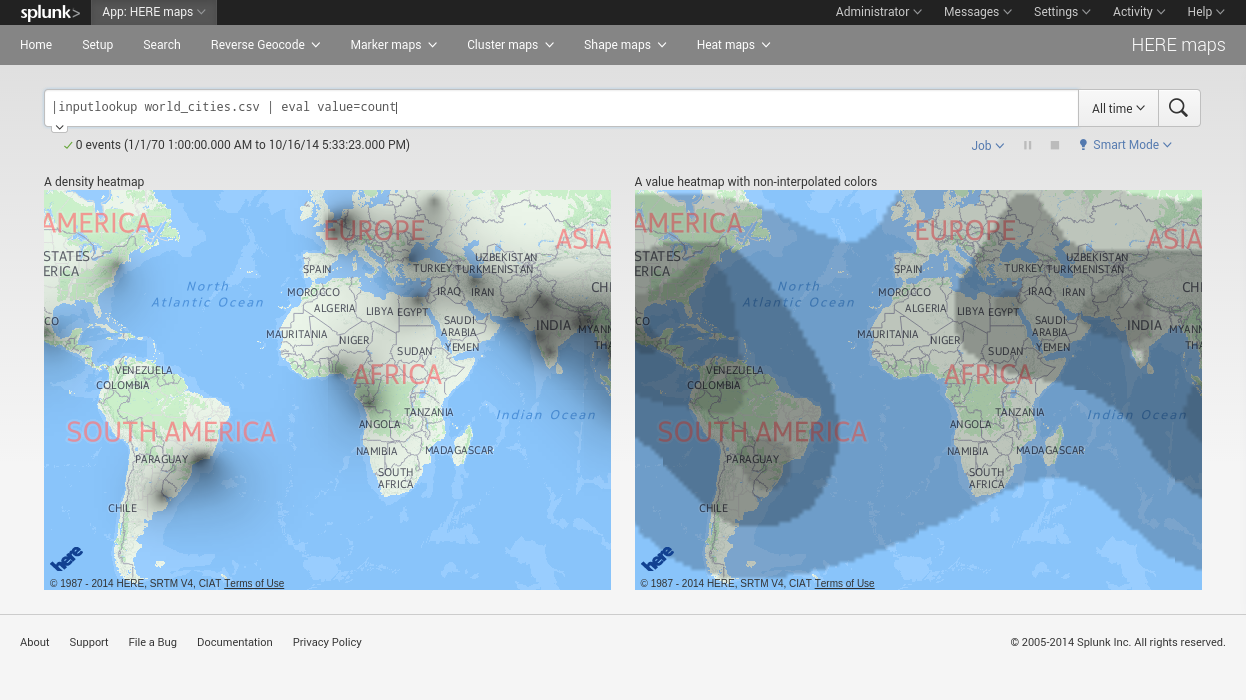 splunk> App: HERE maps Administrator Messages Settings Activity Help
Home Setup Search Reverse Geocode Marker maps Cluster maps Shape maps Heat maps HERE maps
|inputlookup world_cities.csv | eval value=count All time
0 events (1/1/70 1:00:00.000 AM to 10/16/14 5:33:23.000 PM) Job Smart Mode
A density heatmap
AMERICA
EUROPE
ASIA
STATES
ERICA
SPAIN
TURKEY
UZBEKISTAN
TURKMENISTAN
North
Atlantic Ocean
MOROCCO
ALGERIA
LIBYA
EGYPT
IRAQ
IRAN
CHI
CO
MAURITANIA
NIGER
SAUDI
ARABIA
YEMEN
INDIA
MYANM
THA
SUDAN
VENEZUELA
COLOMBIA
AFRICA
TANZANIA
Indian Ocean
SOUTH AMERICA
ANGOLA
PARAGUAY
NAMIBIA
MADAGASCAR
SOUTH
AFRICA
CHILE
here
© 1987 - 2014 HERE, SRTM V4, CIAT Terms of Use
A value heatmap with non-interpolated colors
AMERICA
EUROPE
ASIA
STATES
ERICA
SPAIN
TURKEY
UZBEKISTAN
TURKMENISTAN
North
Atlantic Ocean
MOROCCO
ALGERIA
LIBYA
EGYPT
IRAQ
IRAN
CHI
CO
MAURITANIA
NIGER
SAUDI
ARABIA
YEMEN
INDIA
MYANM
THA
SUDAN
VENEZUELA
COLOMBIA
AFRICA
TANZANIA
Indian Ocean
SOUTH AMERICA
ANGOLA
PARAGUAY
NAMIBIA
MADAGASCAR
SOUTH
AFRICA
CHILE
here
© 1987 - 2014 HERE, SRTM V4, CIAT Terms of Use
About Support File a Bug Documentation Privacy Policy © 2005-2014 Splunk Inc. All rights reserved.